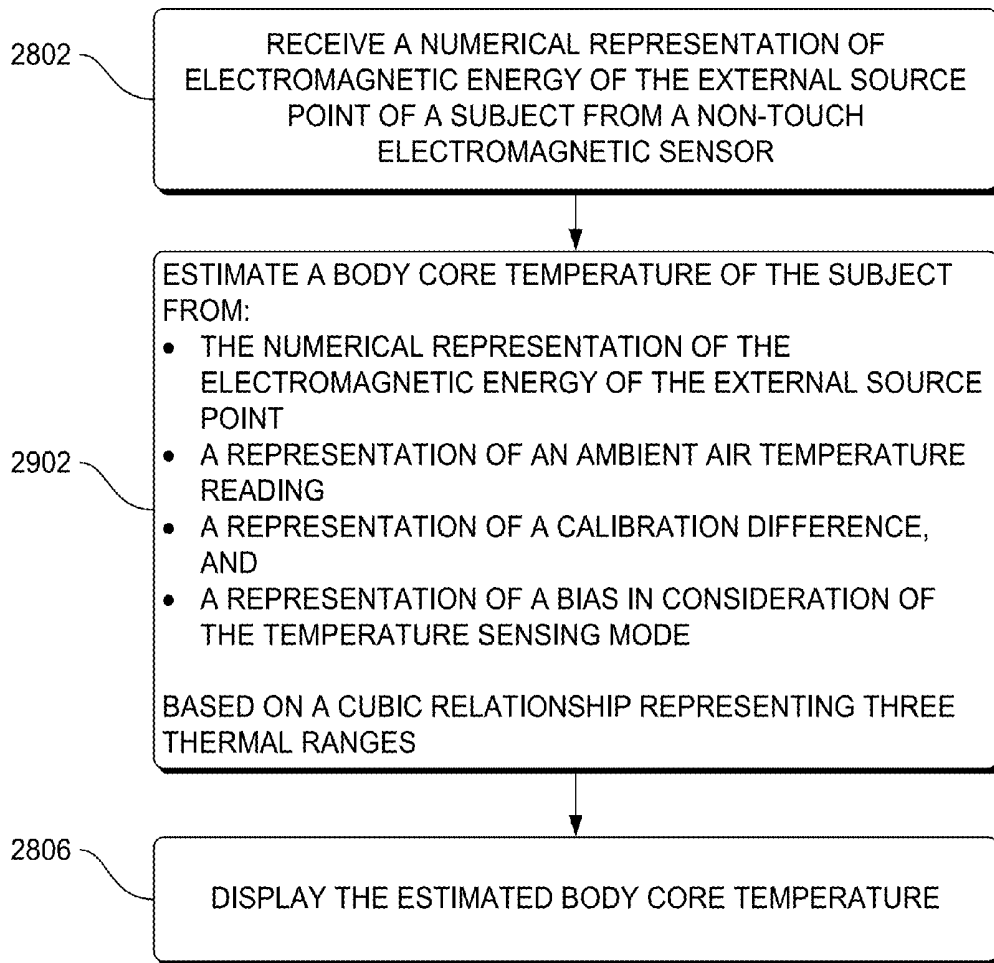 2802
RECEIVE A NUMERICAL REPRESENTATION OF
ELECTROMAGNETIC ENERGY OF THE EXTERNAL SOURCE
POINT OF A SUBJECT FROM A NON-TOUCH
ELECTROMAGNETIC SENSOR
2902
ESTIMATE A BODY CORE TEMPERATURE OF THE SUBJECT
FROM:
• THE NUMERICAL REPRESENTATION OF THE
ELECTROMAGNETIC ENERGY OF THE EXTERNAL SOURCE
POINT
• A REPRESENTATION OF AN AMBIENT AIR TEMPERATURE
READING
• A REPRESENTATION OF A CALIBRATION DIFFERENCE,
AND
• A REPRESENTATION OF A BIAS IN CONSIDERATION OF
THE TEMPERATURE SENSING MODE
BASED ON A CUBIC RELATIONSHIP REPRESENTING THREE
THERMAL RANGES
2806
DISPLAY THE ESTIMATED BODY CORE TEMPERATURE